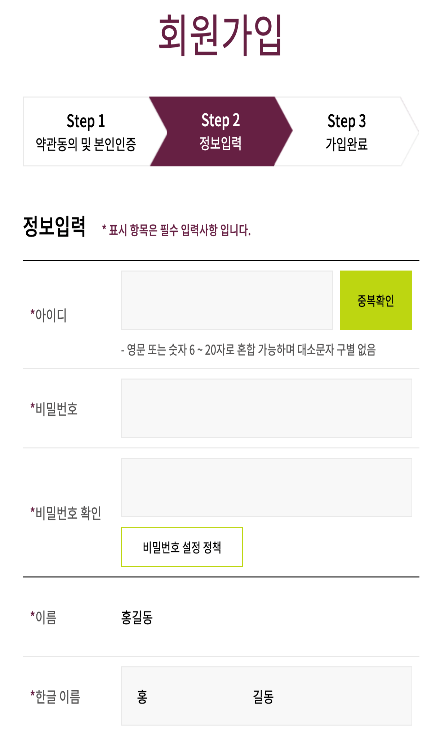 회원가입
Step 1
약관동의 및 본인인증
Step 2
정보입력
Step 3
가입완료
정보입력 * 표시 항목은 필수 입력사항 입니다.
*아이디
중복확인
- 영문 또는 숫자 6 ~ 20자로 혼합 가능하며 대소문자 구별 없음
*비밀번호
*비밀번호 확인
비밀번호 설정 정책
*이름 홍길동
*한글 이름 홍 길동